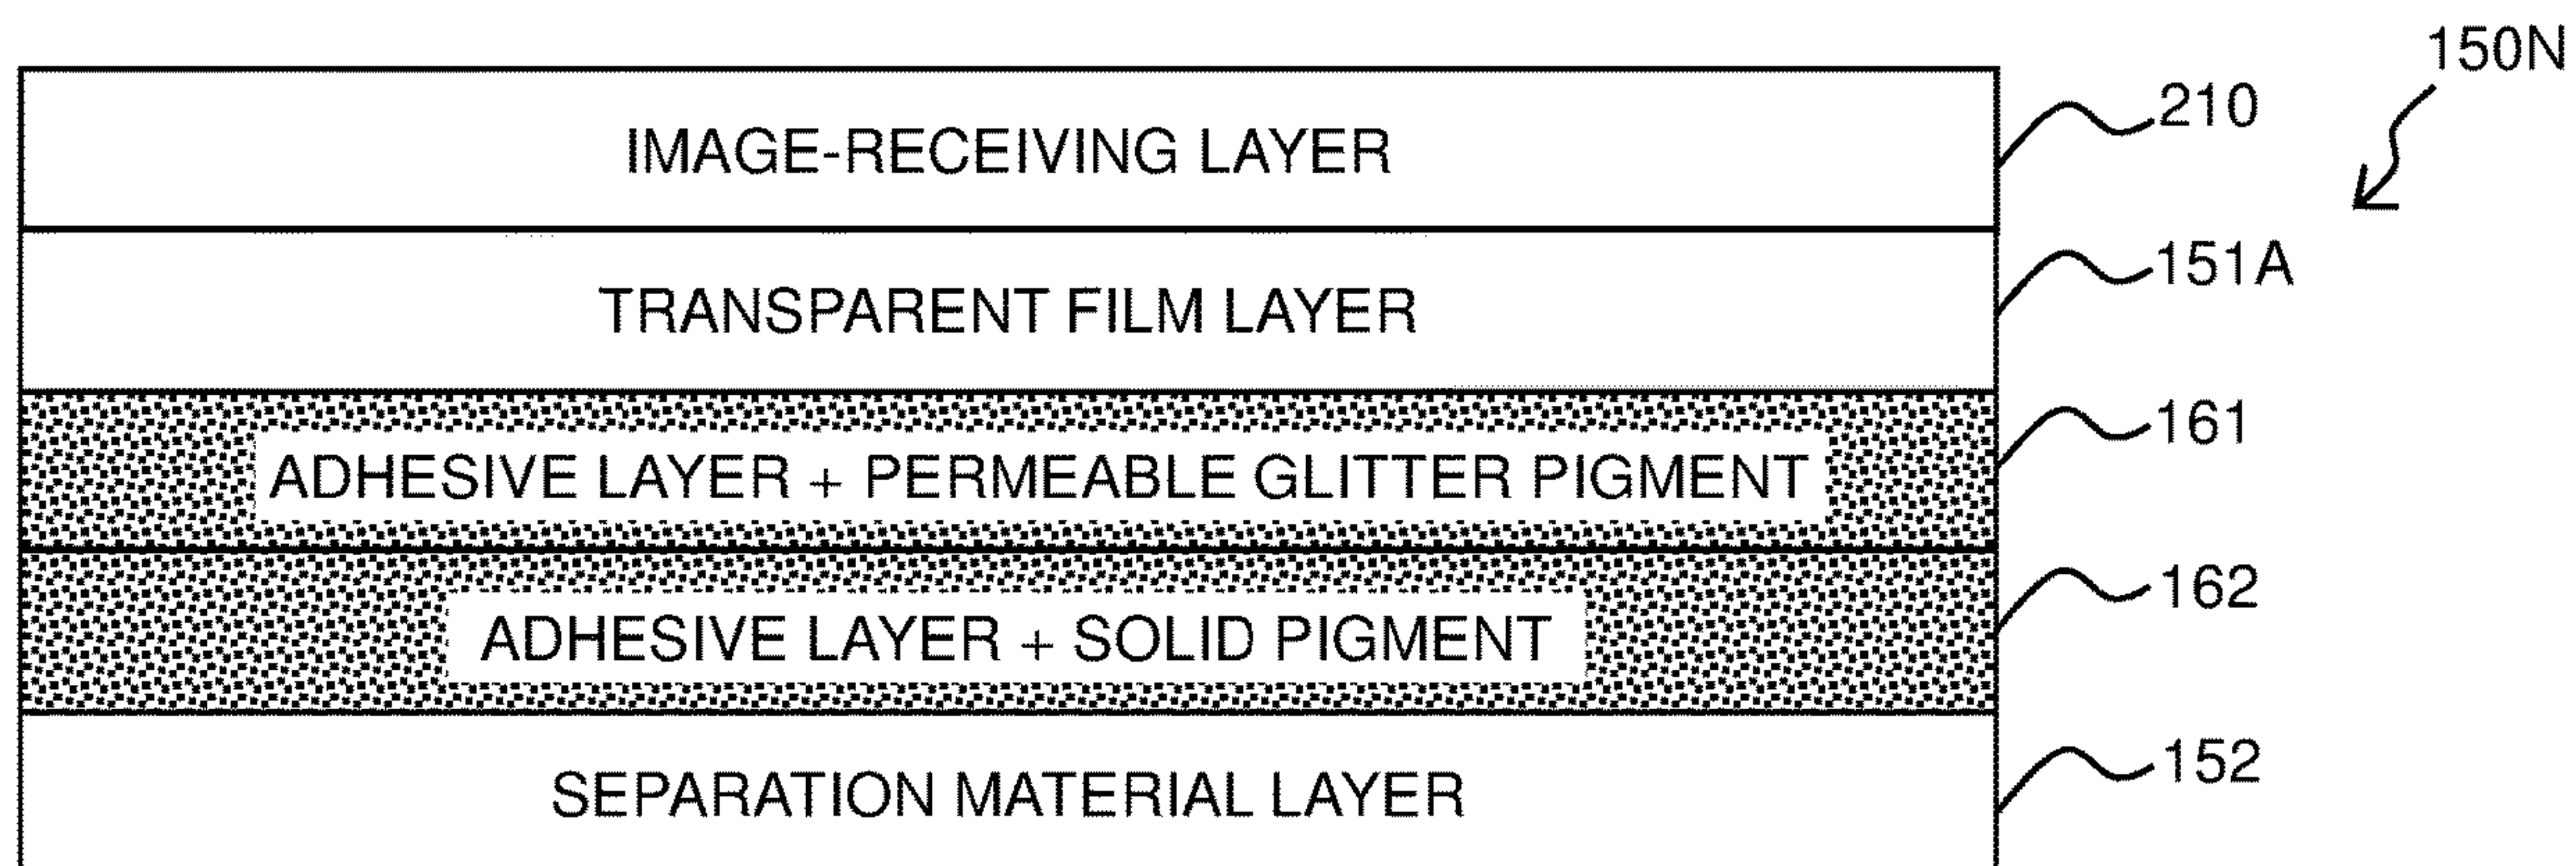 150N
IMAGE-RECEIVING LAYER
210
TRANSPARENT FILM LAYER
151A
ADHESIVE LAYER + PERMEABLE GLITTER PIGMENT
161
ADHESIVE LAYER + SOLID PIGMENT
162
SEPARATION MATERIAL LAYER
152